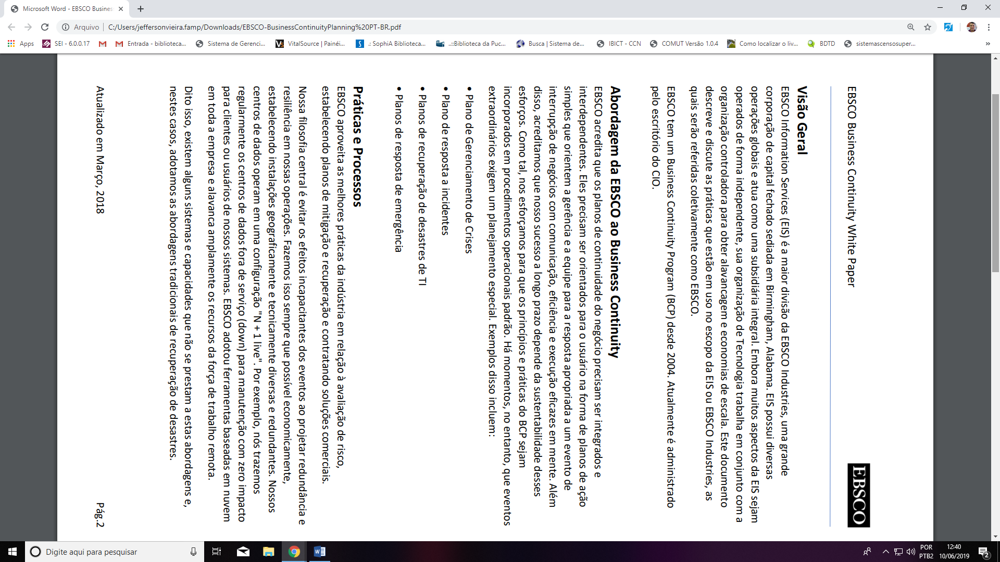 Microsoft Word - EBSCO Busines
Arquivo | C:/Users/jeffersonvieira.famp/Downloads/EBSCO-BusinessContinuityPlanning%20PT-BR.pdf
Apps SEI - 6.0.0.17 Entrada - biblioteca... Sistema de Gerenci... VitalSource | Painéi... .: SophiA Biblioteca... ..::Biblioteca da Puc... Busca | Sistema de... IBICT - CCN COMUT Versão 1.0.4 Como localizar o liv... BDTD sistemascensosuper... »
EBSCO Business Continuity White Paper
EBSCO
Visão Geral
EBSCO Information Services (EIS) é a maior divisão da EBSCO Industries, uma grande
corporação de capital fechado sediada em Birmingham, Alabama. EIS possui diversas
operações globais e atua como uma subsidiária integral. Embora muitos aspectos da EIS sejam
operados de forma independente, sua organização de Tecnologia trabalha em conjunto com a
organização controladora para obter alavancagem e economias de escala. Este documento
descreve e discute as práticas que estão em uso no escopo da EIS ou EBSCO Industries, as
quais serão referidas coletivamente como EBSCO.
EBSCO tem um Business Continuity Program (BCP) desde 2004. Atualmente é administrado
pelo escritório do CIO.
Abordagem da EBSCO ao Business Continuity
EBSCO acredita que os planos de continuidade do negócio precisam ser integrados e
interdependentes. Eles precisam ser orientados para o usuário na forma de planos de ação
simples que orientem a gerência e a equipe para a resposta apropriada a um evento de
interrupção de negócios com comunicação, eficiência e execução eficazes em mente. Além
disso, acreditamos que nosso sucesso a longo prazo depende da sustentabilidade desses
esforços. Como tal, nos esforçamos para que os princípios e práticas do BCP sejam
incorporados em procedimentos operacionais padrão. Há momentos, no entanto, que eventos
extraordinários exigem um planejamento especial. Exemplos disso incluem:
• Plano de Gerenciamento de Crises
• Plano de resposta a incidentes
• Planos de recuperação de desastres de TI
• Planos de resposta de emergência
Práticas e Processos
EBSCO aproveita as melhores práticas da indústria em relação à avaliação de risco,
estabelecendo planos de mitigação e recuperação e contratando soluções comerciais.
Nossa filosofia central é evitar os efeitos incapacitantes dos eventos ao projetar redundância e
resiliência em nossas operações. Fazemos isso sempre que possível economicamente,
estabelecendo instalações geograficamente e tecnicamente diversas e redundantes. Nossos
centros de dados operam em uma configuração "N + 1 live" . Por exemplo, nós trazemos
regularmente os centros de dados fora de serviço (down) para manutenção com zero impacto
para clientes ou usuários de nossos sistemas. EBSCO adotou ferramentas baseadas em nuvem
em toda a empresa e alavanca amplamente os recursos da força de trabalho remota.
Dito isso, existem alguns sistemas e capacidades que não se prestam a estas abordagens e,
nestes casos, adotamos as abordagens tradicionais de recuperação de desastres.
Atualizado em Março, 2018
Pág.2
Digite aqui para pesquisar
POR
PTB2
12:40
10/06/2019
2